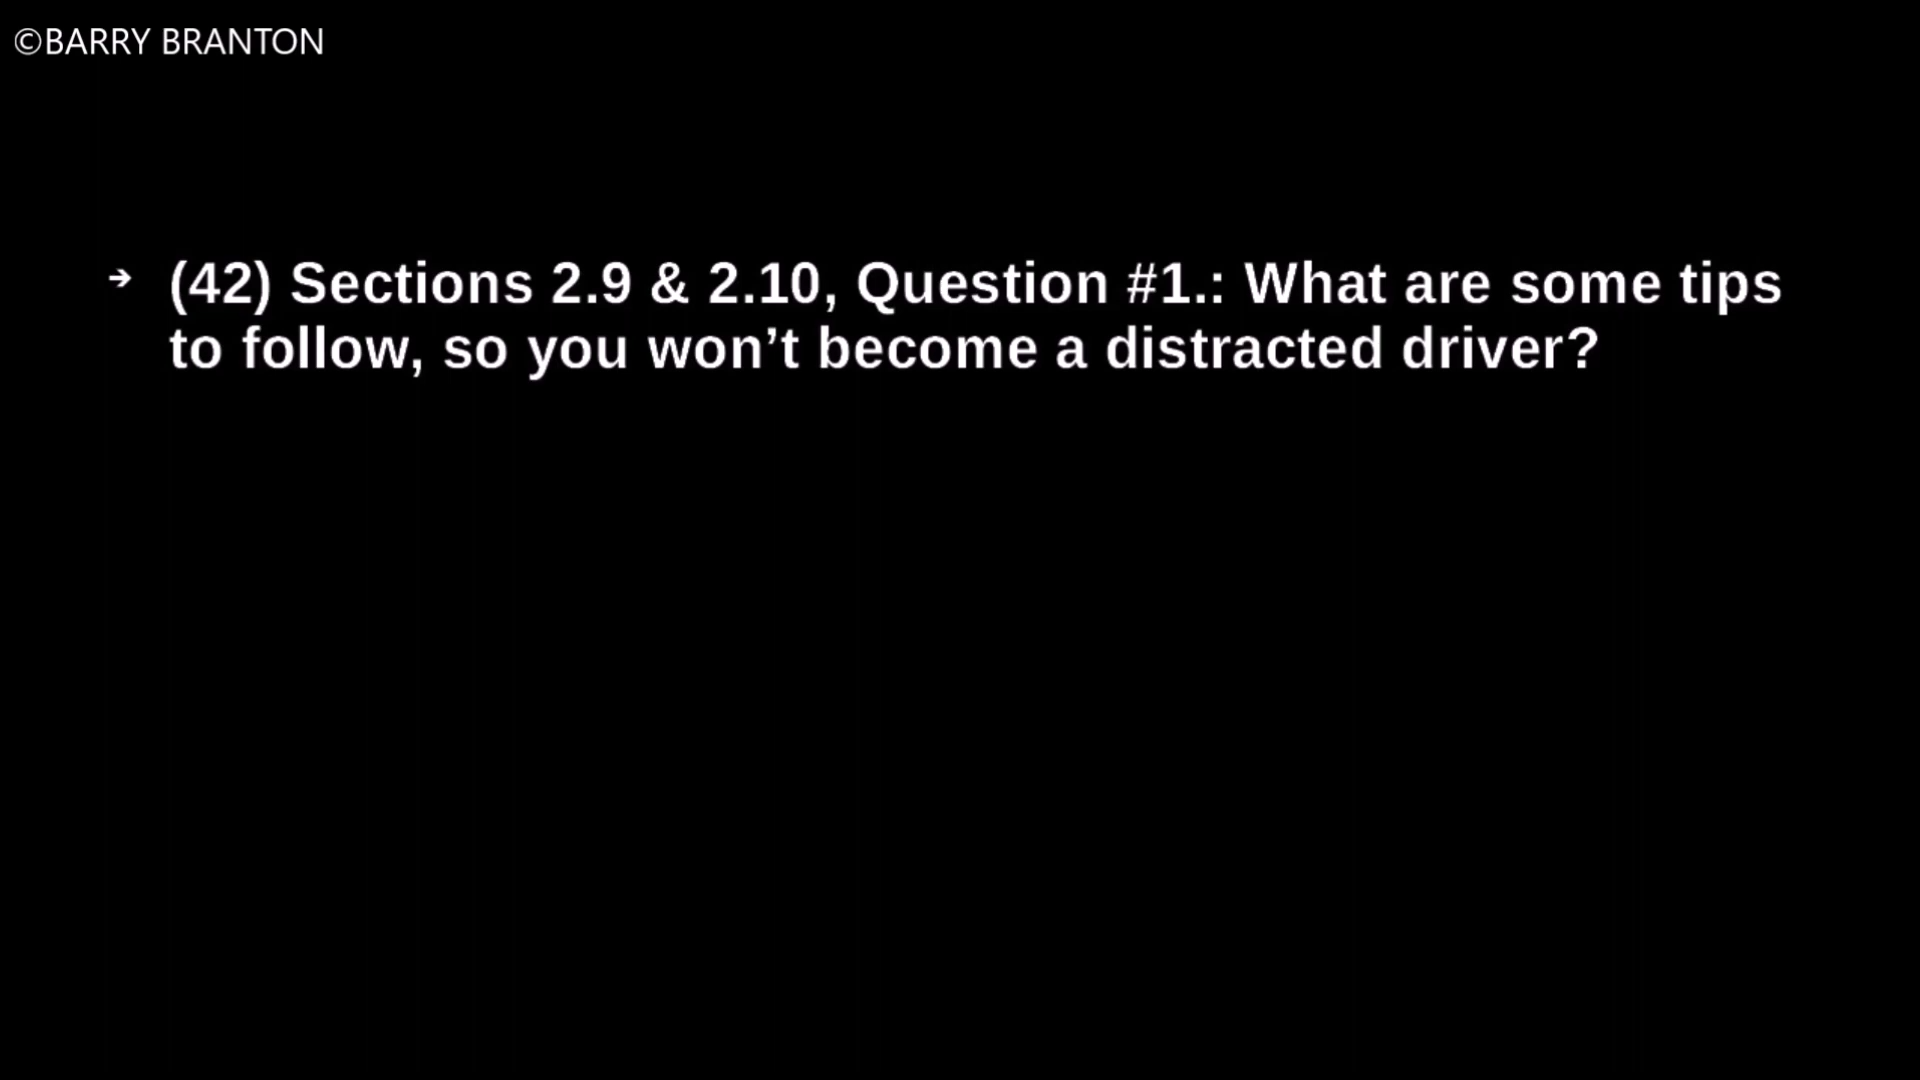 ©BARRY BRANTON
➔ (42) Sections 2.9 & 2.10, Question #1.: What are some tips
to follow, so you won’t become a distracted driver?